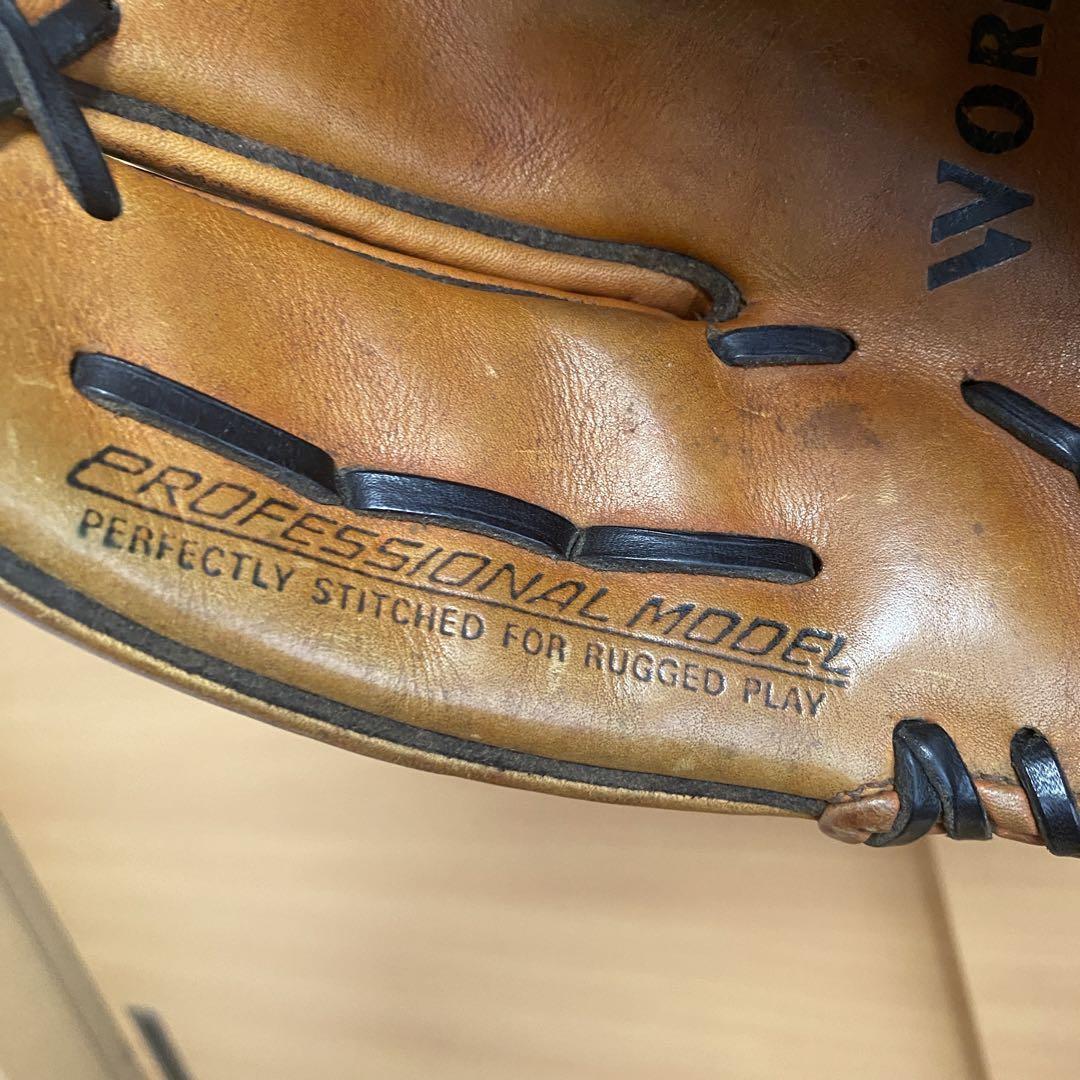 PROFESSIONAL MODEL
PERFECTLY STITCHED FOR RUGGED PLAY